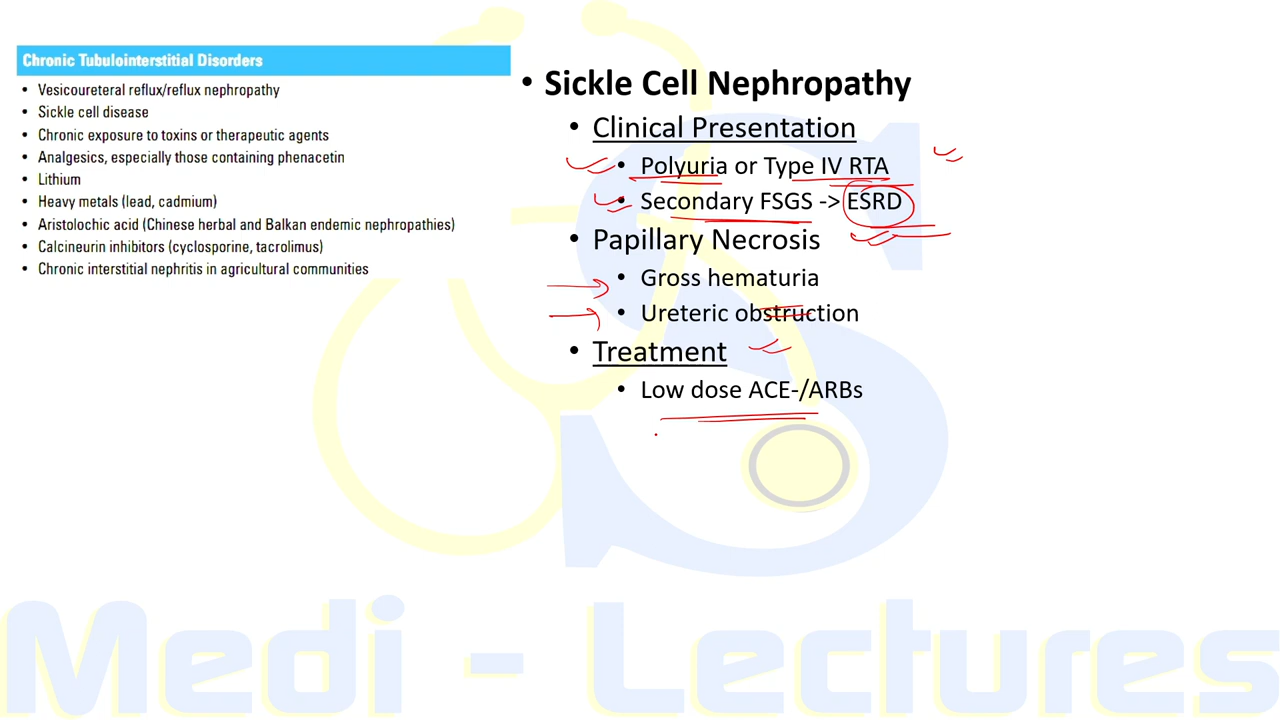 Chronic Tubulointerstitial Disorders
• Vesicoureteral reflux/reflux nephropathy
• Sickle cell disease
• Chronic exposure to toxins or therapeutic agents
• Analgesics, especially those containing phenacetin
• Lithium
• Heavy metals (lead, cadmium)
• Aristolochic acid (Chinese herbal and Balkan endemic nephropathies)
• Calcineurin inhibitors (cyclosporine, tacrolimus)
• Chronic interstitial nephritis in agricultural communities
• Sickle Cell Nephropathy
• Clinical Presentation
• Polyuria or Type IV RTA
• Secondary FSGS -> ESRD
• Papillary Necrosis
• Gross hematuria
• Ureteric obstruction
• Treatment
• Low dose ACE-/ARBs
Medi - Lectures